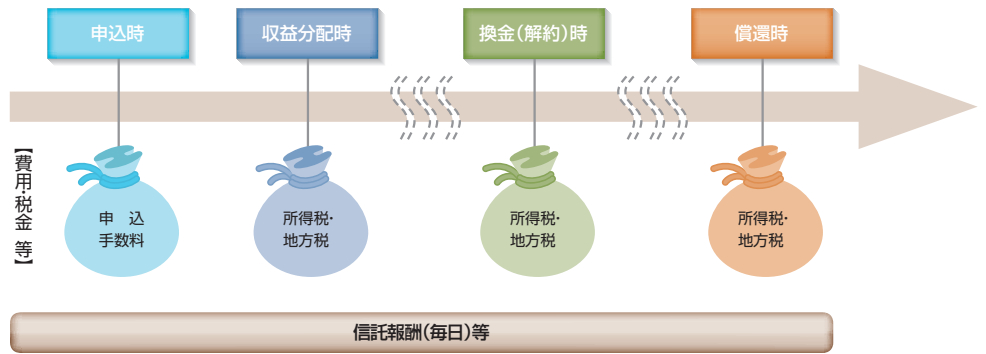 申込時
収益分配時
換金(解約)時
償還時
【費用・税金 等】
申 込
手数料
所得税・
地方税
所得税・
地方税
所得税・
地方税
信託報酬(毎日)等